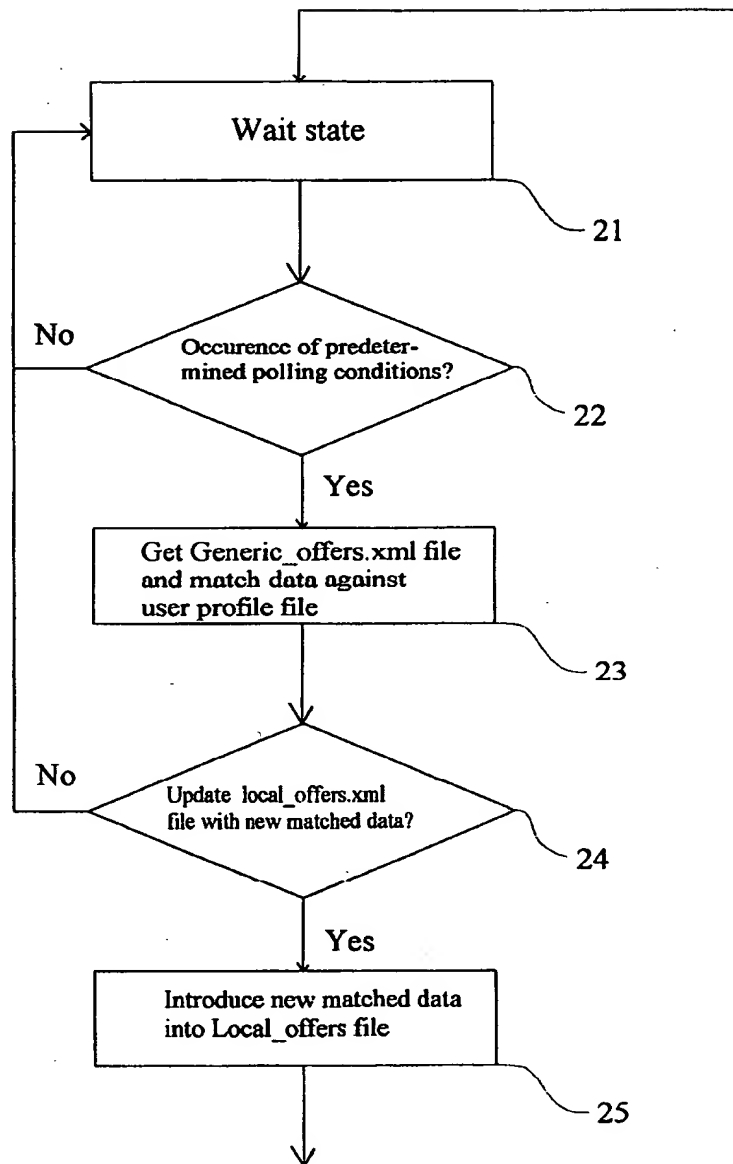 Wait state
21
No
Occurence of predeter-
mined polling conditions?
22
Yes
Get Generic_offers.xml file
and match data against
user profile file
23
No
Update local_offers.xml
file with new matched data?
24
Yes
Introduce new matched data
into Local_offers file
25